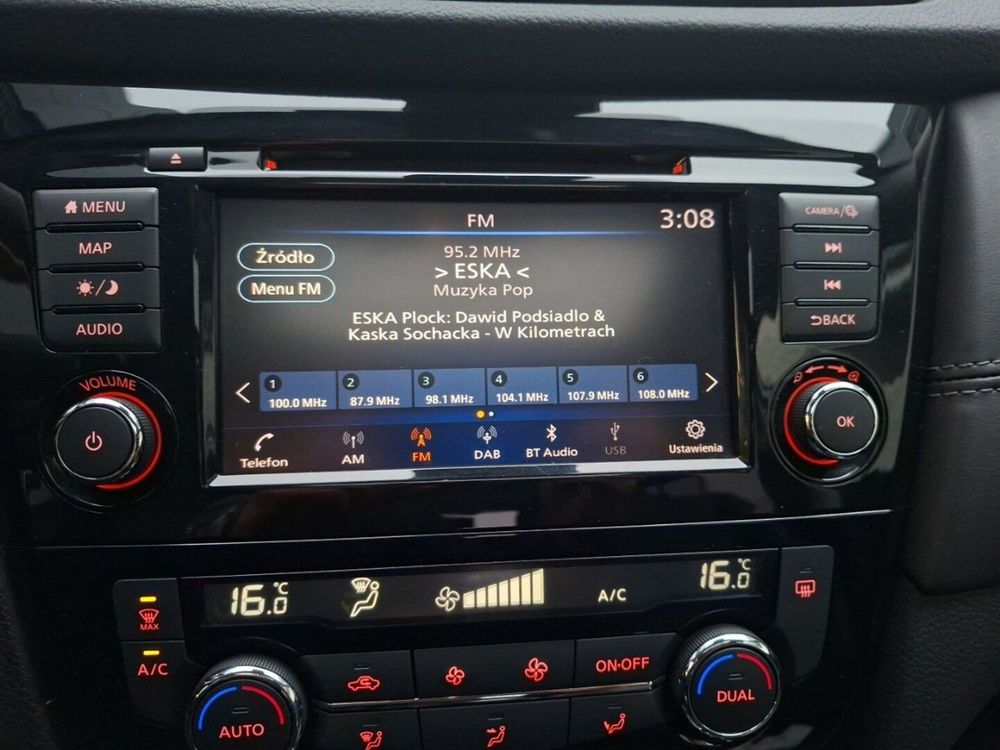 MENU
MAP
AUDIO
VOLUME
FM
3:08
Źródło
Menu FM
95.2 MHz
> ESKA <
Muzyka Pop
ESKA Plock: Dawid Podsiadlo &
Kaska Sochacka - W Kilometrach
1 100.0 MHz
2 87.9 MHz
3 98.1 MHz
4 104.1 MHz
5 107.9 MHz
6 108.0 MHz
Telefon
AM
FM
DAB
BT Audio
USB
Ustawienia
CAMERA/
BACK
OK
MAX
A/C
16.0 °C
A/C
16.0 °C
AUTO
ON·OFF
DUAL